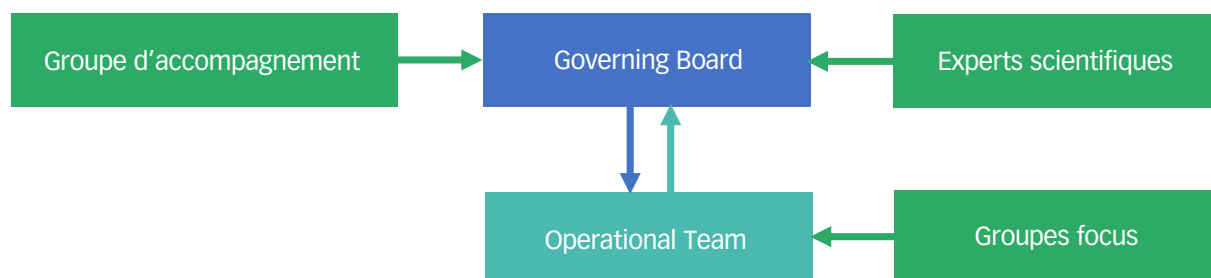 Groupe d’accompagnement
Governing Board
Experts scientifiques
Operational Team
Groupes focus